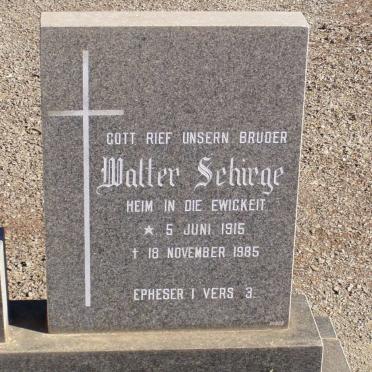 GOTT RIEF UNSERN BRUDER
Walter Schirge
HEIM IN DIE EWIGKEIT
★ 5 JUNI 1915
† 18 NOVEMBER 1985
EPHESER 1 VERS 3.